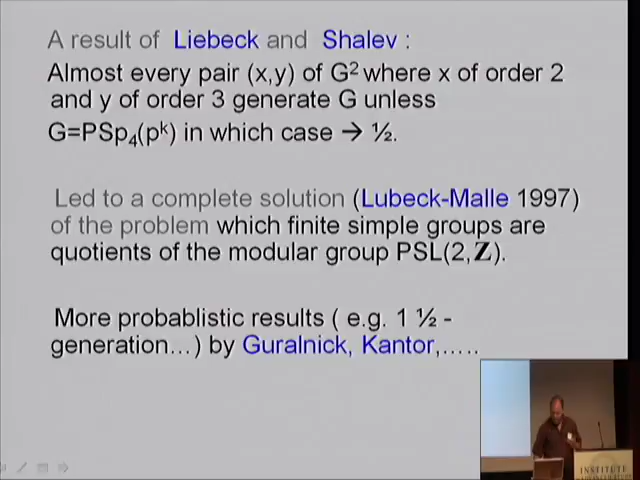 A result of Liebeck and Shalev :
Almost every pair (x,y) of G² where x of order 2
and y of order 3 generate G unless
G=PSp₄(pᵏ) in which case → ½.
Led to a complete solution (Lubeck-Malle 1997)
of the problem which finite simple groups are
quotients of the modular group PSL(2,Z).
More probablistic results ( e.g. 1 ½ -
generation...) by Guralnick, Kantor,.....
INSTITUTE